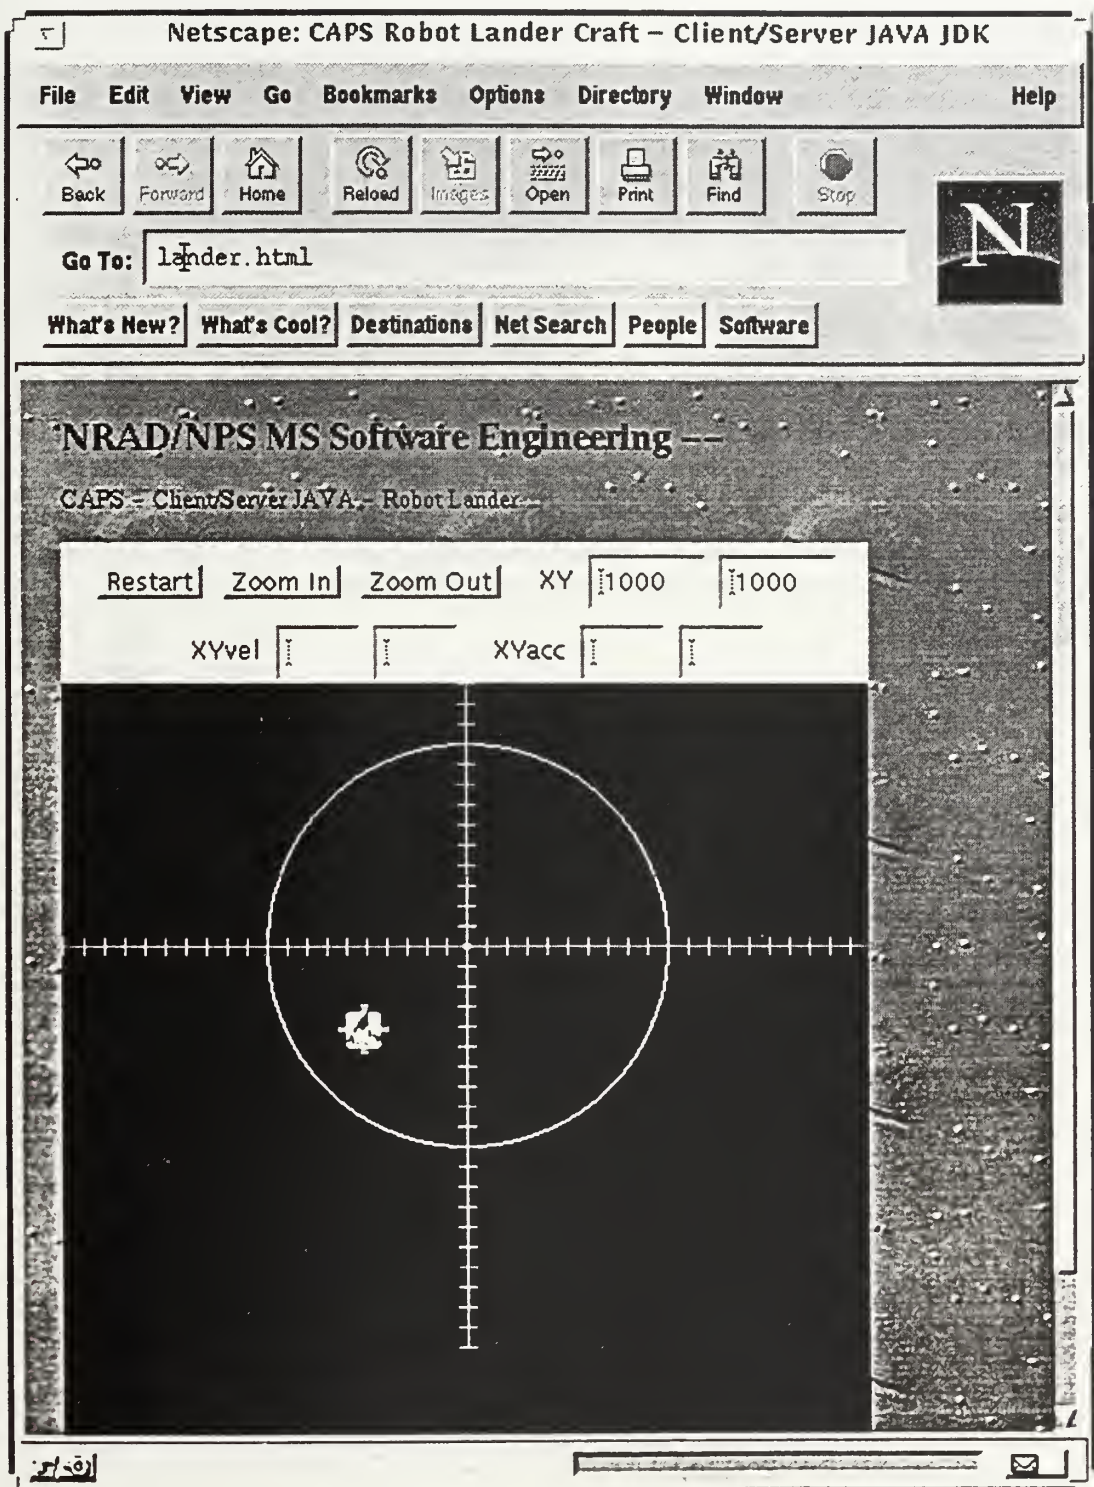 Netscape: CAPS Robot Lander Craft – Client/Server JAVA JDK
File Edit View Go Bookmarks Options Directory Window Help
Back Forward Home Reload Images Open Print Find Stop
N
Go To: lander.html
What's New? What's Cool? Destinations Net Search People Software
NRAD/NPS MS Software Engineering --
CAPS - Client/Server JAVA - Robot Lander
Restart Zoom In Zoom Out XY 1000 1000
XYvel XYacc